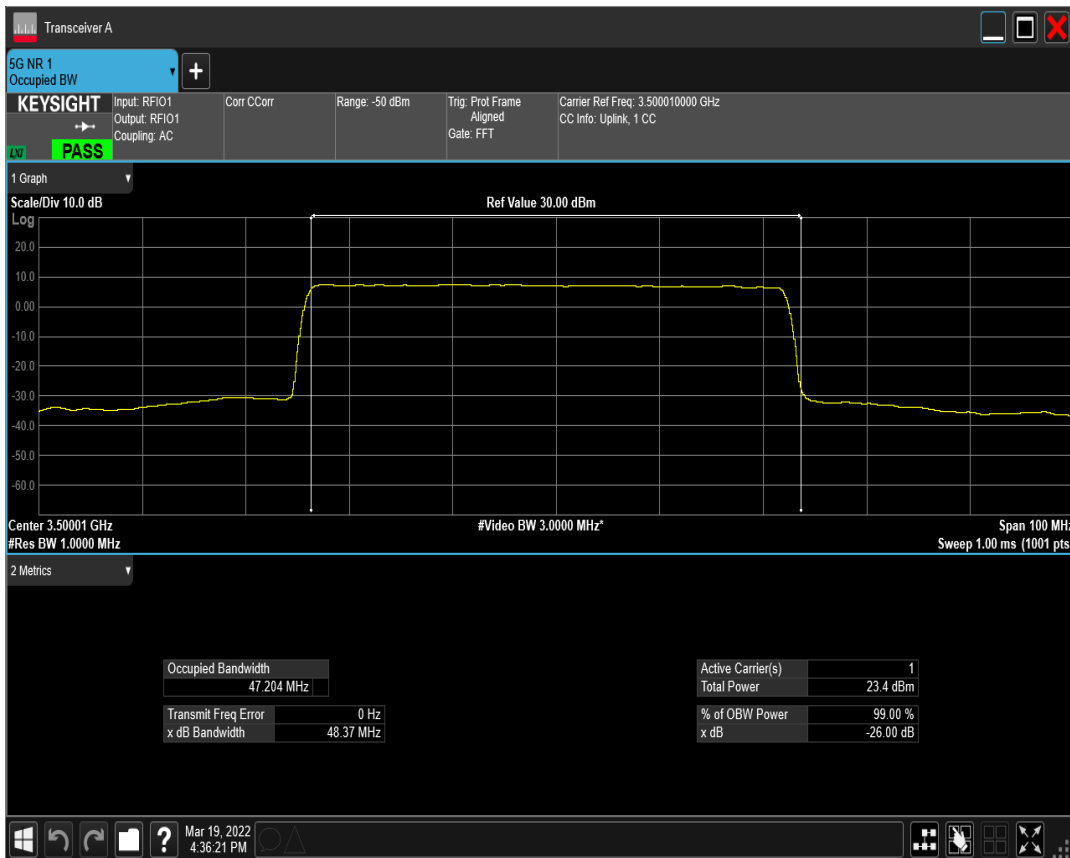 Transceiver A
5G NR 1
Occupied BW
KEYSIGHT
LXI
PASS
Input: RFIO1
Output: RFIO1
Coupling: AC
Corr CCorr
Range: -50 dBm
Trig: Prot Frame
Aligned
Gate: FFT
Carrier Ref Freq: 3.500010000 GHz
CC Info: Uplink, 1 CC
1 Graph
Scale/Div 10.0 dB
Ref Value 30.00 dBm
Log
20.0
10.0
0.00
-10.0
-20.0
-30.0
-40.0
-50.0
-60.0
Center 3.50001 GHz
#Video BW 3.0000 MHz*
Span 100 MHz
#Res BW 1.0000 MHz
Sweep 1.00 ms (1001 pts
2 Metrics
Occupied Bandwidth
47.204 MHz
Active Carrier(s) 1
Total Power 23.4 dBm
Transmit Freq Error 0 Hz
x dB Bandwidth 48.37 MHz
% of OBW Power 99.00 %
x dB -26.00 dB
?
Mar 19, 2022
4:36:21 PM